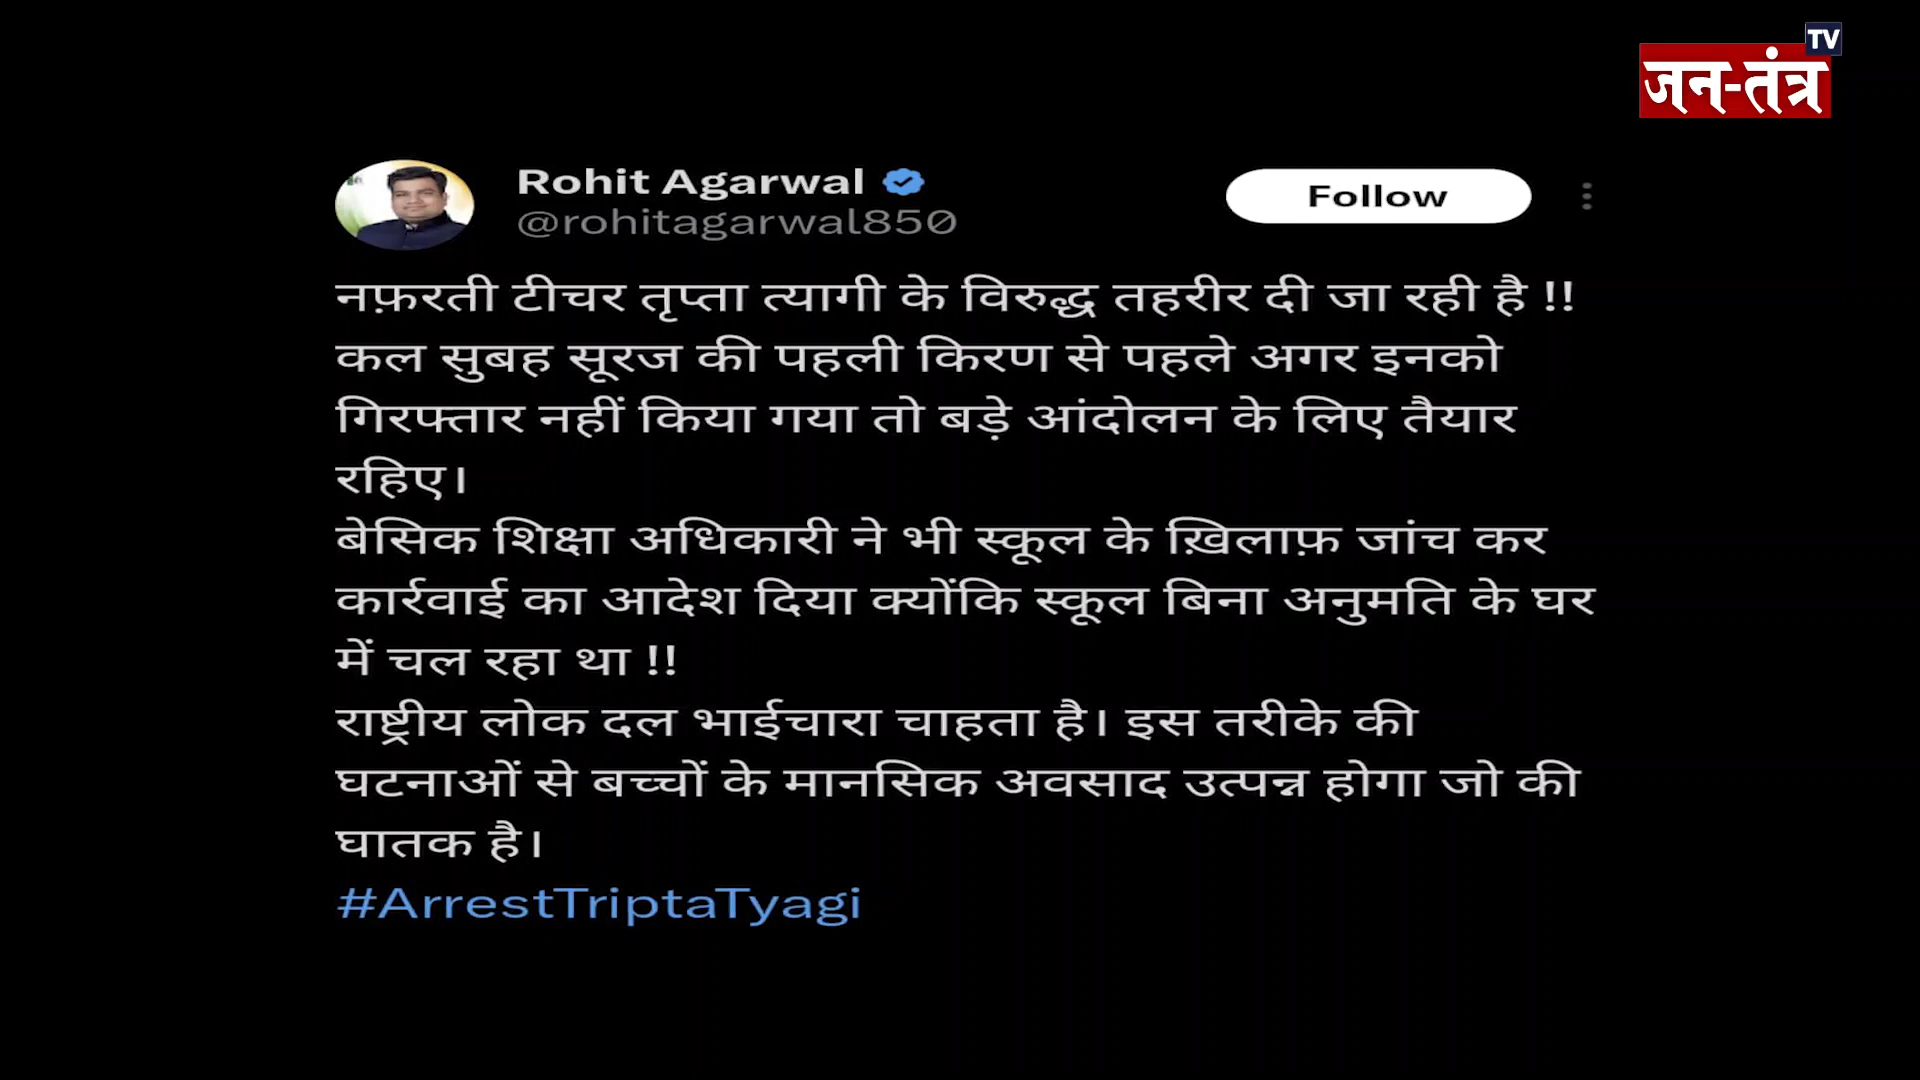 TV
जन-तंत्र
Rohit Agarwal
Follow
@rohitagarwal850
नफ़रती टीचर तृप्ता त्यागी के विरुद्ध तहरीर दी जा रही है !!
कल सुबह सूरज की पहली किरण से पहले अगर इनको
गिरफ्तार नहीं किया गया तो बड़े आंदोलन के लिए तैयार
रहिए।
बेसिक शिक्षा अधिकारी ने भी स्कूल के ख़िलाफ़ जांच कर
कार्रवाई का आदेश दिया क्योंकि स्कूल बिना अनुमति के घर
में चल रहा था !!
राष्ट्रीय लोक दल भाईचारा चाहता है। इस तरीके की
घटनाओं से बच्चों के मानसिक अवसाद उत्पन्न होगा जो की
घातक है।
#ArrestTriptaTyagi